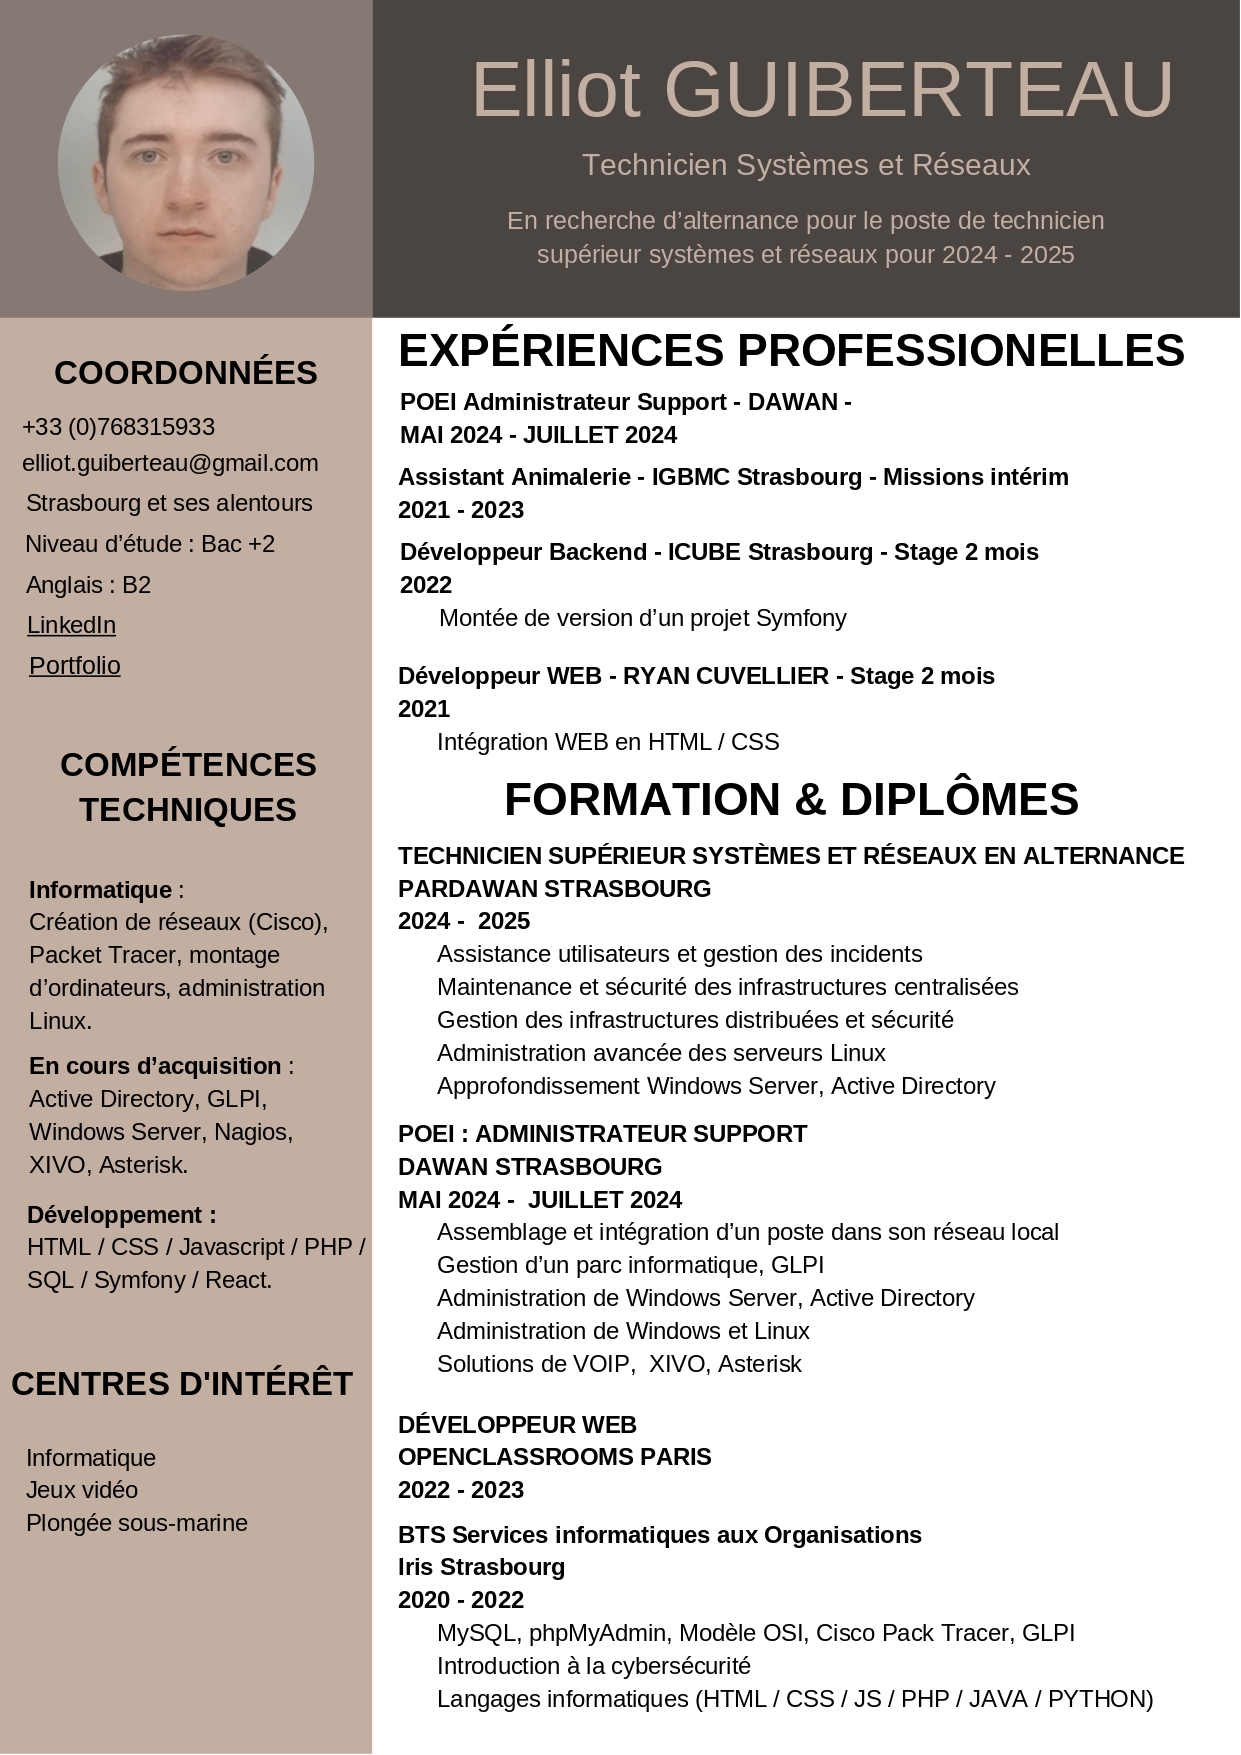 Elliot GUIBERTEAU
Technicien Systèmes et Réseaux
En recherche d’alternance pour le poste de technicien
supérieur systèmes et réseaux pour 2024 - 2025
COORDONNÉES
+33 (0)768315933
elliot.guiberteau@gmail.com
Strasbourg et ses alentours
Niveau d’étude : Bac +2
Anglais : B2
LinkedIn
Portfolio
COMPÉTENCES
TECHNIQUES
Informatique :
Création de réseaux (Cisco),
Packet Tracer, montage
d’ordinateurs, administration
Linux.
En cours d’acquisition :
Active Directory, GLPI,
Windows Server, Nagios,
XIVO, Asterisk.
Développement :
HTML / CSS / Javascript / PHP /
SQL / Symfony / React.
CENTRES D'INTÉRÊT
Informatique
Jeux vidéo
Plongée sous-marine
EXPÉRIENCES PROFESSIONELLES
POEI Administrateur Support - DAWAN -
MAI 2024 - JUILLET 2024
Assistant Animalerie - IGBMC Strasbourg - Missions intérim
2021 - 2023
Développeur Backend - ICUBE Strasbourg - Stage 2 mois
2022
Montée de version d’un projet Symfony
Développeur WEB - RYAN CUVELLIER - Stage 2 mois
2021
Intégration WEB en HTML / CSS
FORMATION & DIPLÔMES
TECHNICIEN SUPÉRIEUR SYSTÈMES ET RÉSEAUX EN ALTERNANCE
PARDAWAN STRASBOURG
2024 -  2025
Assistance utilisateurs et gestion des incidents
Maintenance et sécurité des infrastructures centralisées
Gestion des infrastructures distribuées et sécurité
Administration avancée des serveurs Linux
Approfondissement Windows Server, Active Directory
POEI : ADMINISTRATEUR SUPPORT
DAWAN STRASBOURG
MAI 2024 -  JUILLET 2024
Assemblage et intégration d’un poste dans son réseau local
Gestion d’un parc informatique, GLPI
Administration de Windows Server, Active Directory
Administration de Windows et Linux
Solutions de VOIP,  XIVO, Asterisk
DÉVELOPPEUR WEB
OPENCLASSROOMS PARIS
2022 - 2023
BTS Services informatiques aux Organisations
Iris Strasbourg
2020 - 2022
MySQL, phpMyAdmin, Modèle OSI, Cisco Pack Tracer, GLPI
Introduction à la cybersécurité
Langages informatiques (HTML / CSS / JS / PHP / JAVA / PYTHON)